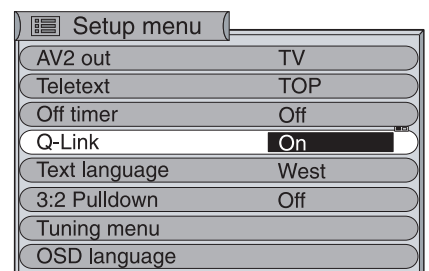 Setup menu
AV2 out TV
Teletext TOP
Off timer Off
Q-Link On
Text language West
3:2 Pulldown Off
Tuning menu
OSD language